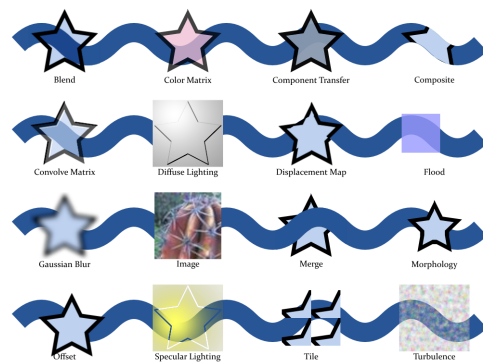 Blend
Color Matrix
Component Transfer
Composite
Convolve Matrix
Diffuse Lighting
Displacement Map
Flood
Gaussian Blur
Image
Merge
Morphology
Offset
Specular Lighting
Tile
Turbulence